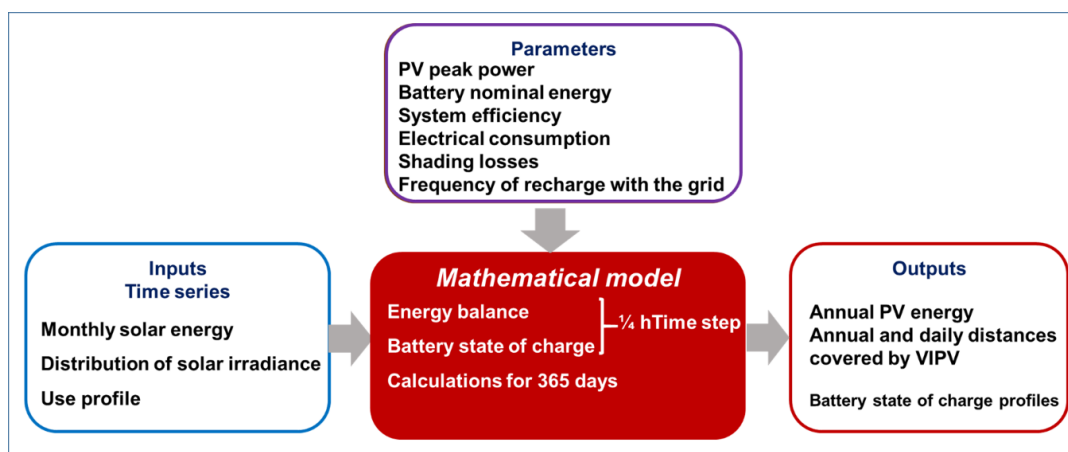 Parameters
PV peak power
Battery nominal energy
System efficiency
Electrical consumption
Shading losses
Frequency of recharge with the grid
Inputs
Time series
Monthly solar energy
Distribution of solar irradiance
Use profile
Mathematical model
Energy balance
Battery state of charge
¼ hTime step
Calculations for 365 days
Outputs
Annual PV energy
Annual and daily distances
covered by VIPV
Battery state of charge profiles